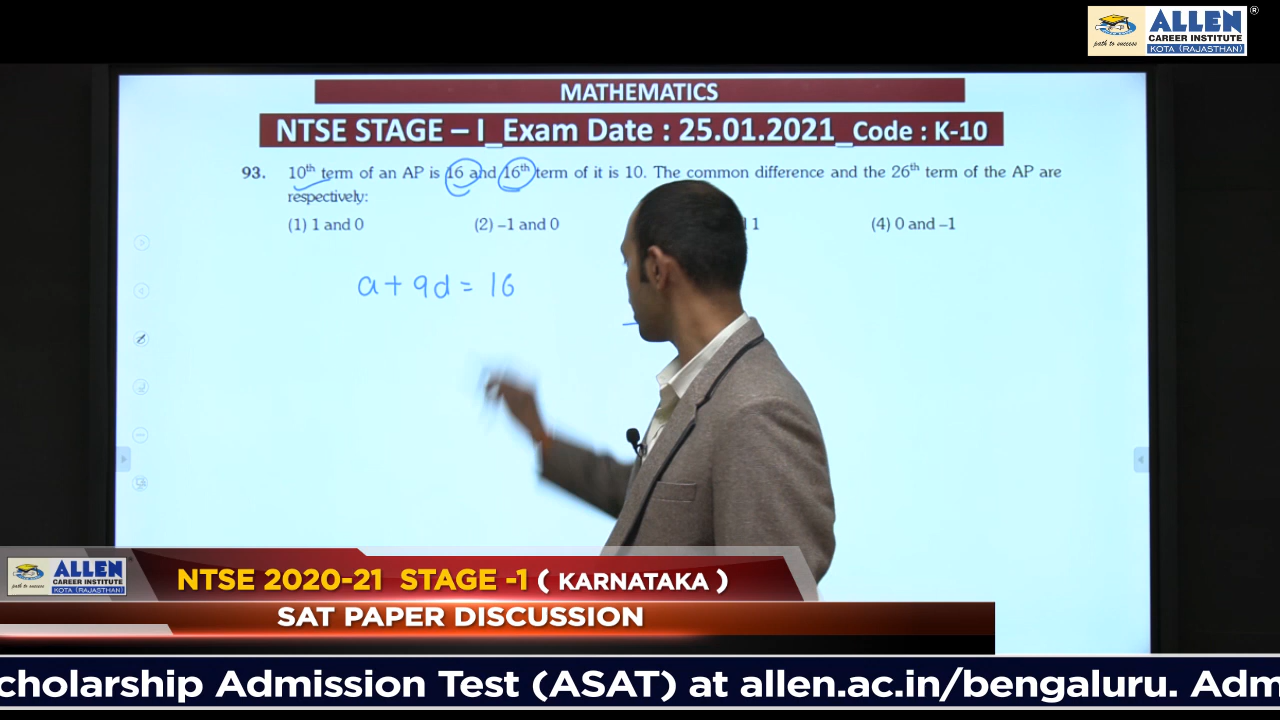 ALLEN
®
CAREER INSTITUTE
path to success
KOTA (RAJASTHAN)
MATHEMATICS
NTSE STAGE – I_Exam Date : 25.01.2021_Code : K-10
93. 10th term of an AP is 16 and 16th term of it is 10. The common difference and the 26th term of the AP are
respectively:
(1) 1 and 0 (2) –1 and 0 1 (4) 0 and –1
a + 9d = 16
ALLEN
CAREER INSTITUTE
path to success
KOTA (RAJASTHAN)
NTSE 2020-21 STAGE -1 ( KARNATAKA )
SAT PAPER DISCUSSION
cholarship Admission Test (ASAT) at allen.ac.in/bengaluru. Adm